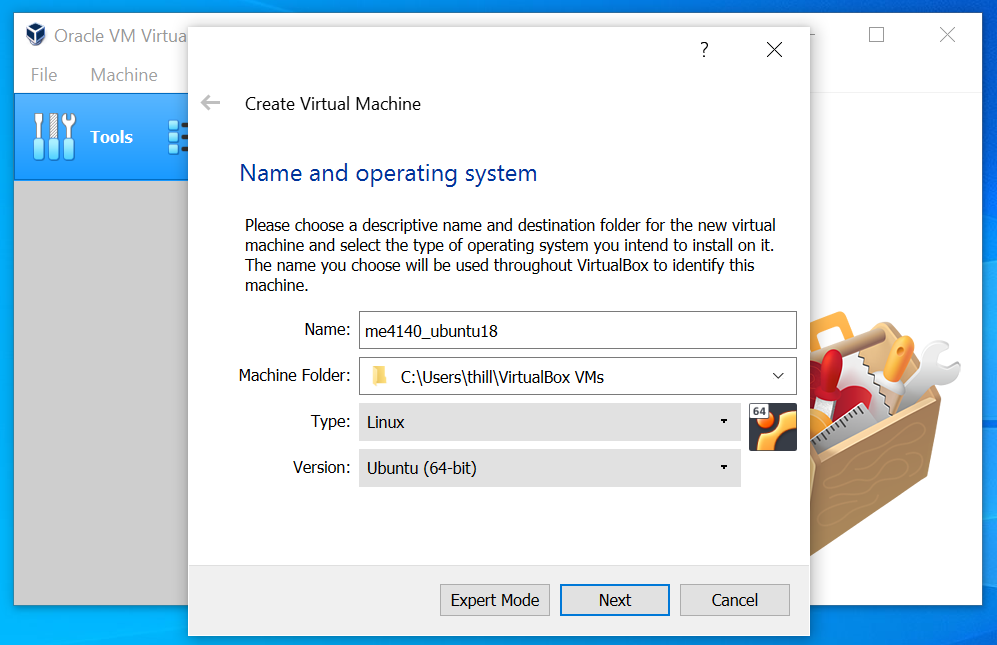 Oracle VM Virtua
File Machine
Tools
Create Virtual Machine
Name and operating system
Please choose a descriptive name and destination folder for the new virtual
machine and select the type of operating system you intend to install on it.
The name you choose will be used throughout VirtualBox to identify this
machine.
Name: me4140_ubuntu18
Machine Folder: C:\Users\thill\VirtualBox VMs
Type: Linux
64
Version: Ubuntu (64-bit)
Expert Mode Next Cancel